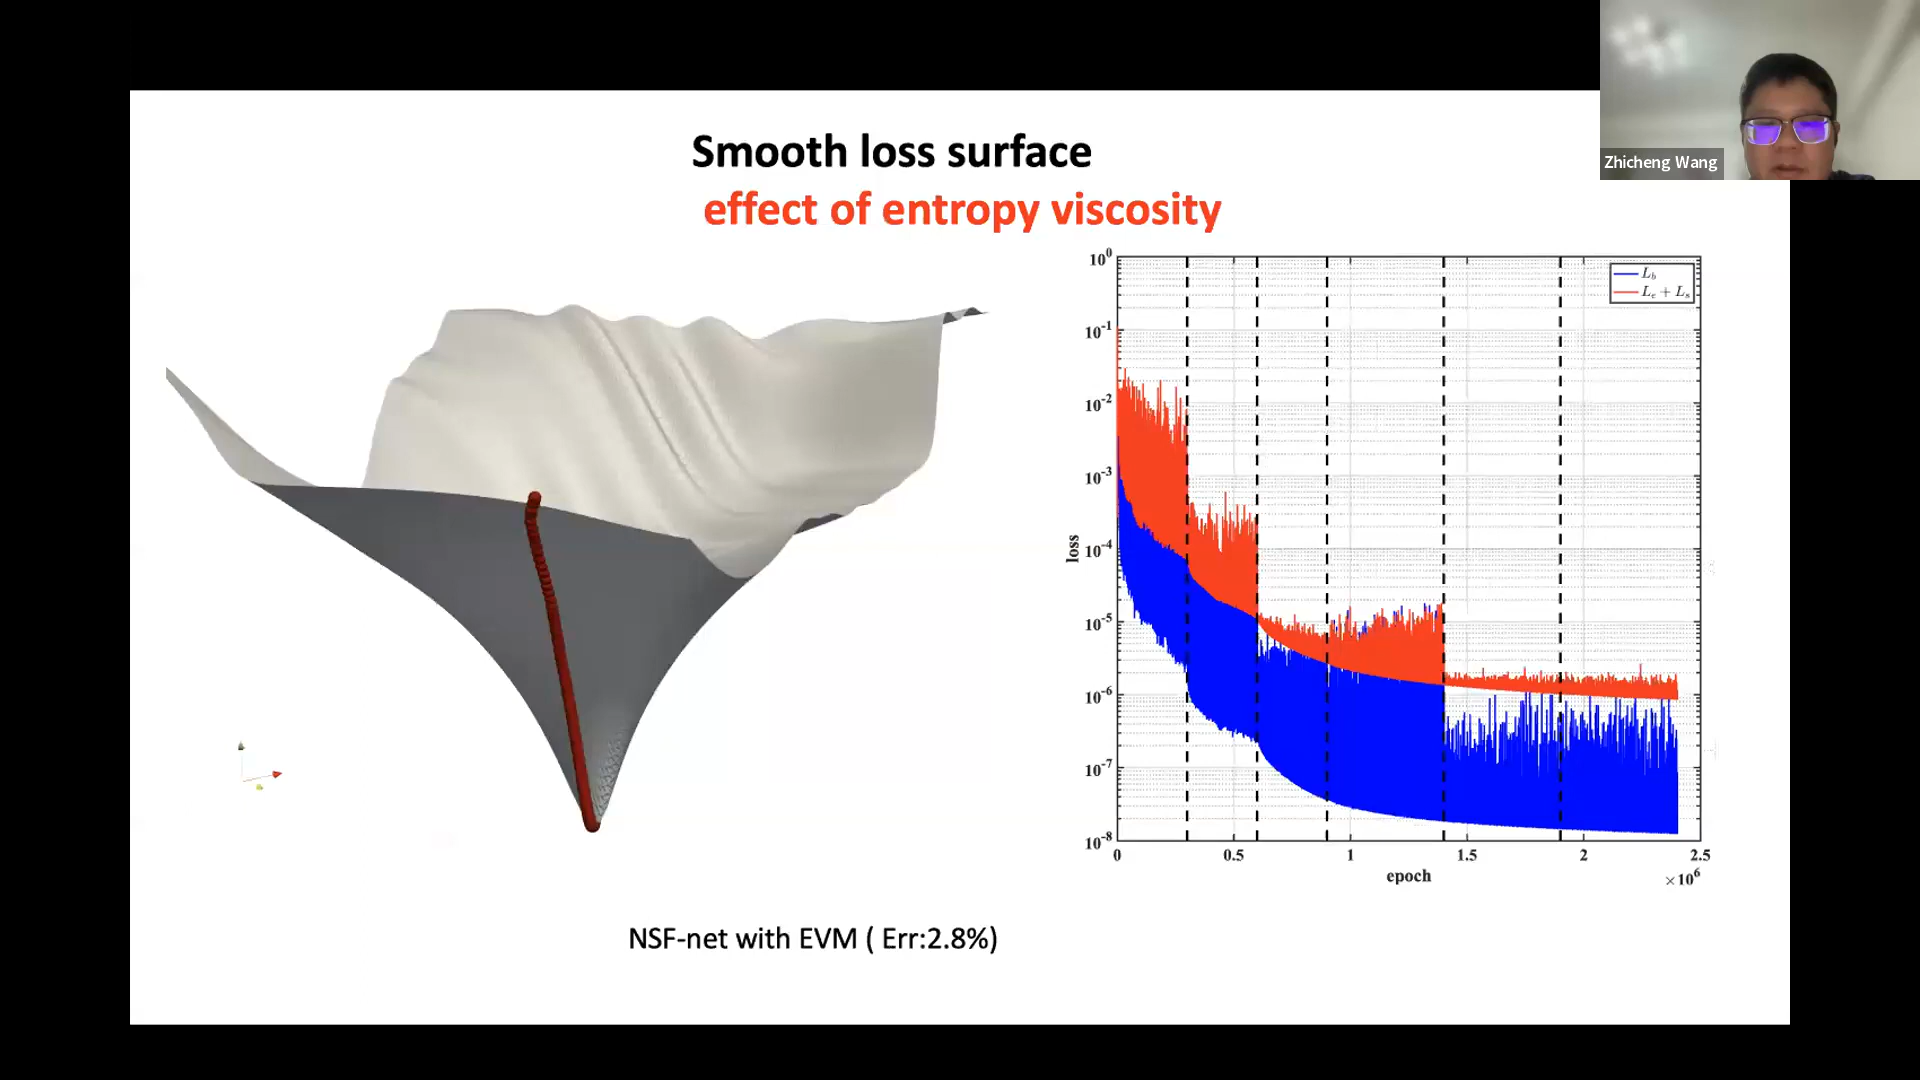 Zhicheng Wang
Smooth loss surface
effect of entropy viscosity
10^0
10^-1
10^-2
10^-3
10^-4
10^-5
10^-6
10^-7
10^-8
loss
L_b
L_e + L_s
0 0.5 1 1.5 2 2.5
epoch
×10^6
NSF-net with EVM ( Err:2.8%)